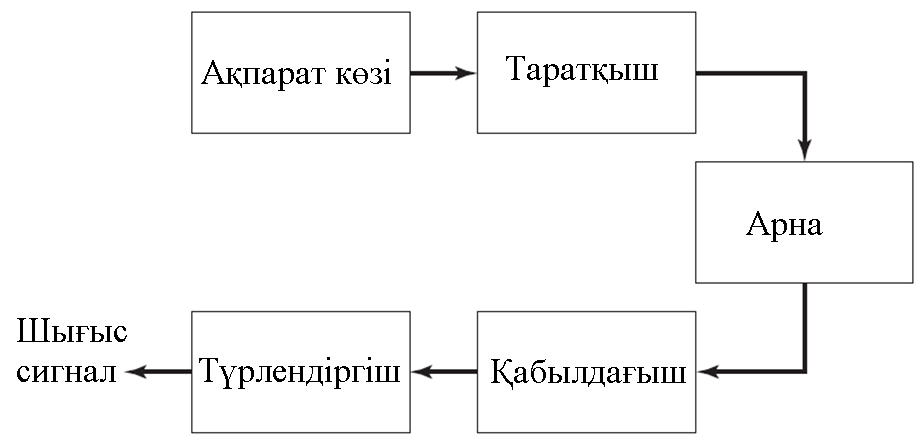 Ақпарат көзі
Таратқыш
Арна
Қабылдағыш
Түрлендіргіш
Шығыс
сигнал